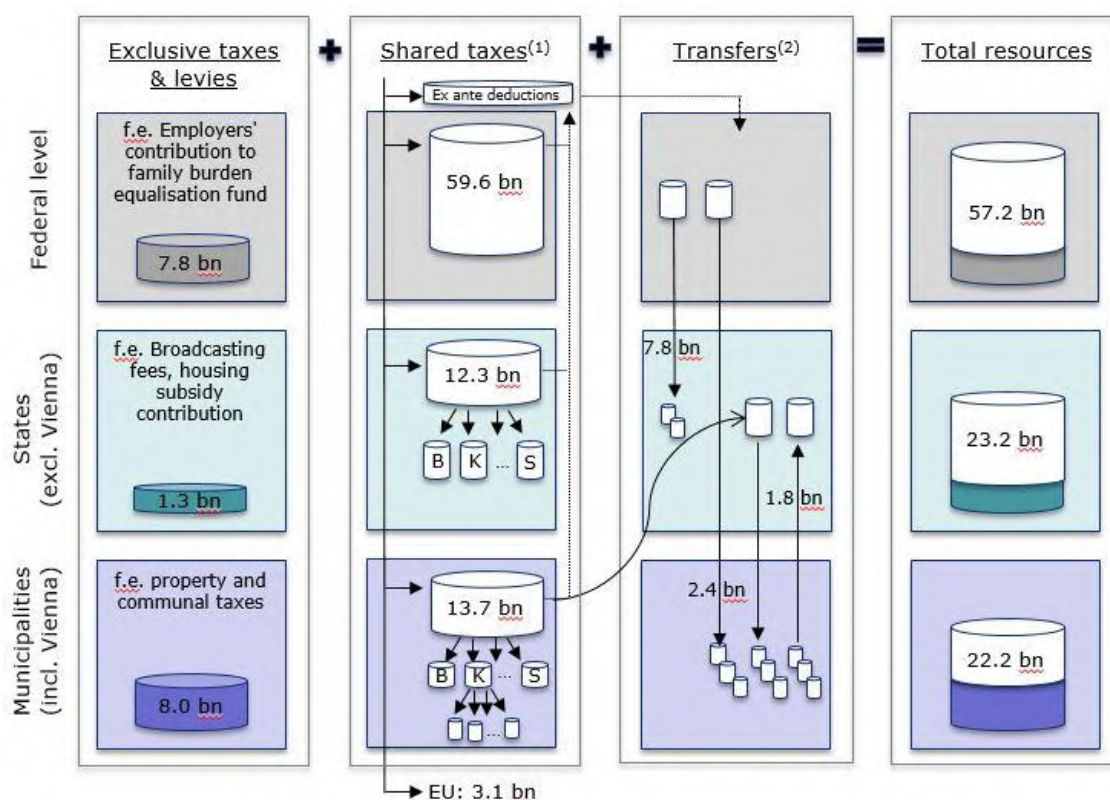 Exclusive taxes
& levies
Shared taxes(1)
Transfers(2)
Total resources
Ex ante deductions
Federal level
f.e. Employers'
contribution to
family burden
equalisation fund
7.8 bn
59.6 bn
57.2 bn
States
(excl. Vienna)
f.e. Broadcasting
fees, housing
subsidy
contribution
1.3 bn
12.3 bn
B K ... S
7.8 bn
1.8 bn
23.2 bn
Municipalities
(incl. Vienna)
f.e. property and
communal taxes
8.0 bn
13.7 bn
B K ... S
...
2.4 bn
22.2 bn
EU: 3.1 bn